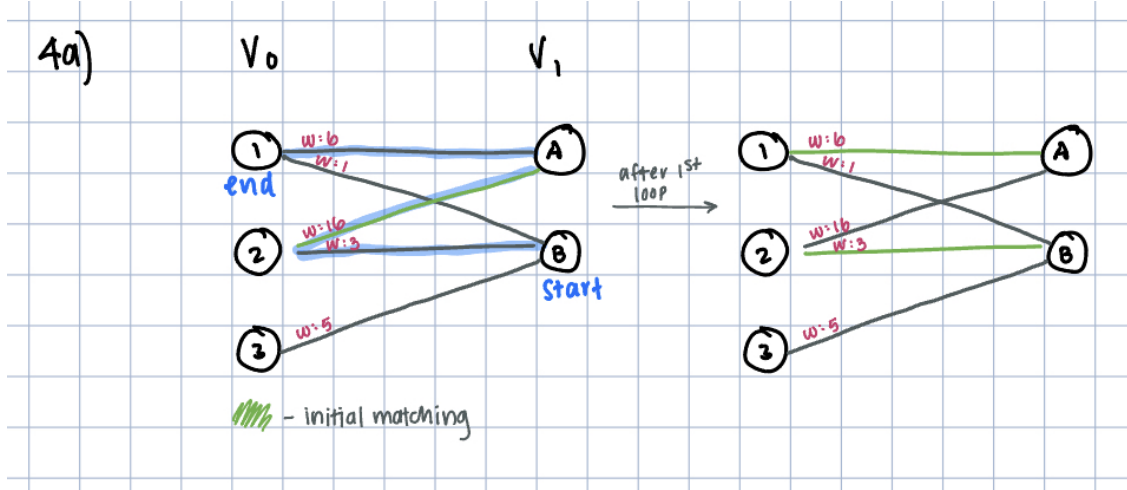 4a)
V₀ V₁
1 w:6 A
w:1
end
2 w:16
w:3 B
start
3 w:5
- initial matching
after 1st
loop
1 w:6 A
w:1
2 w:16
w:3 B
3 w:5